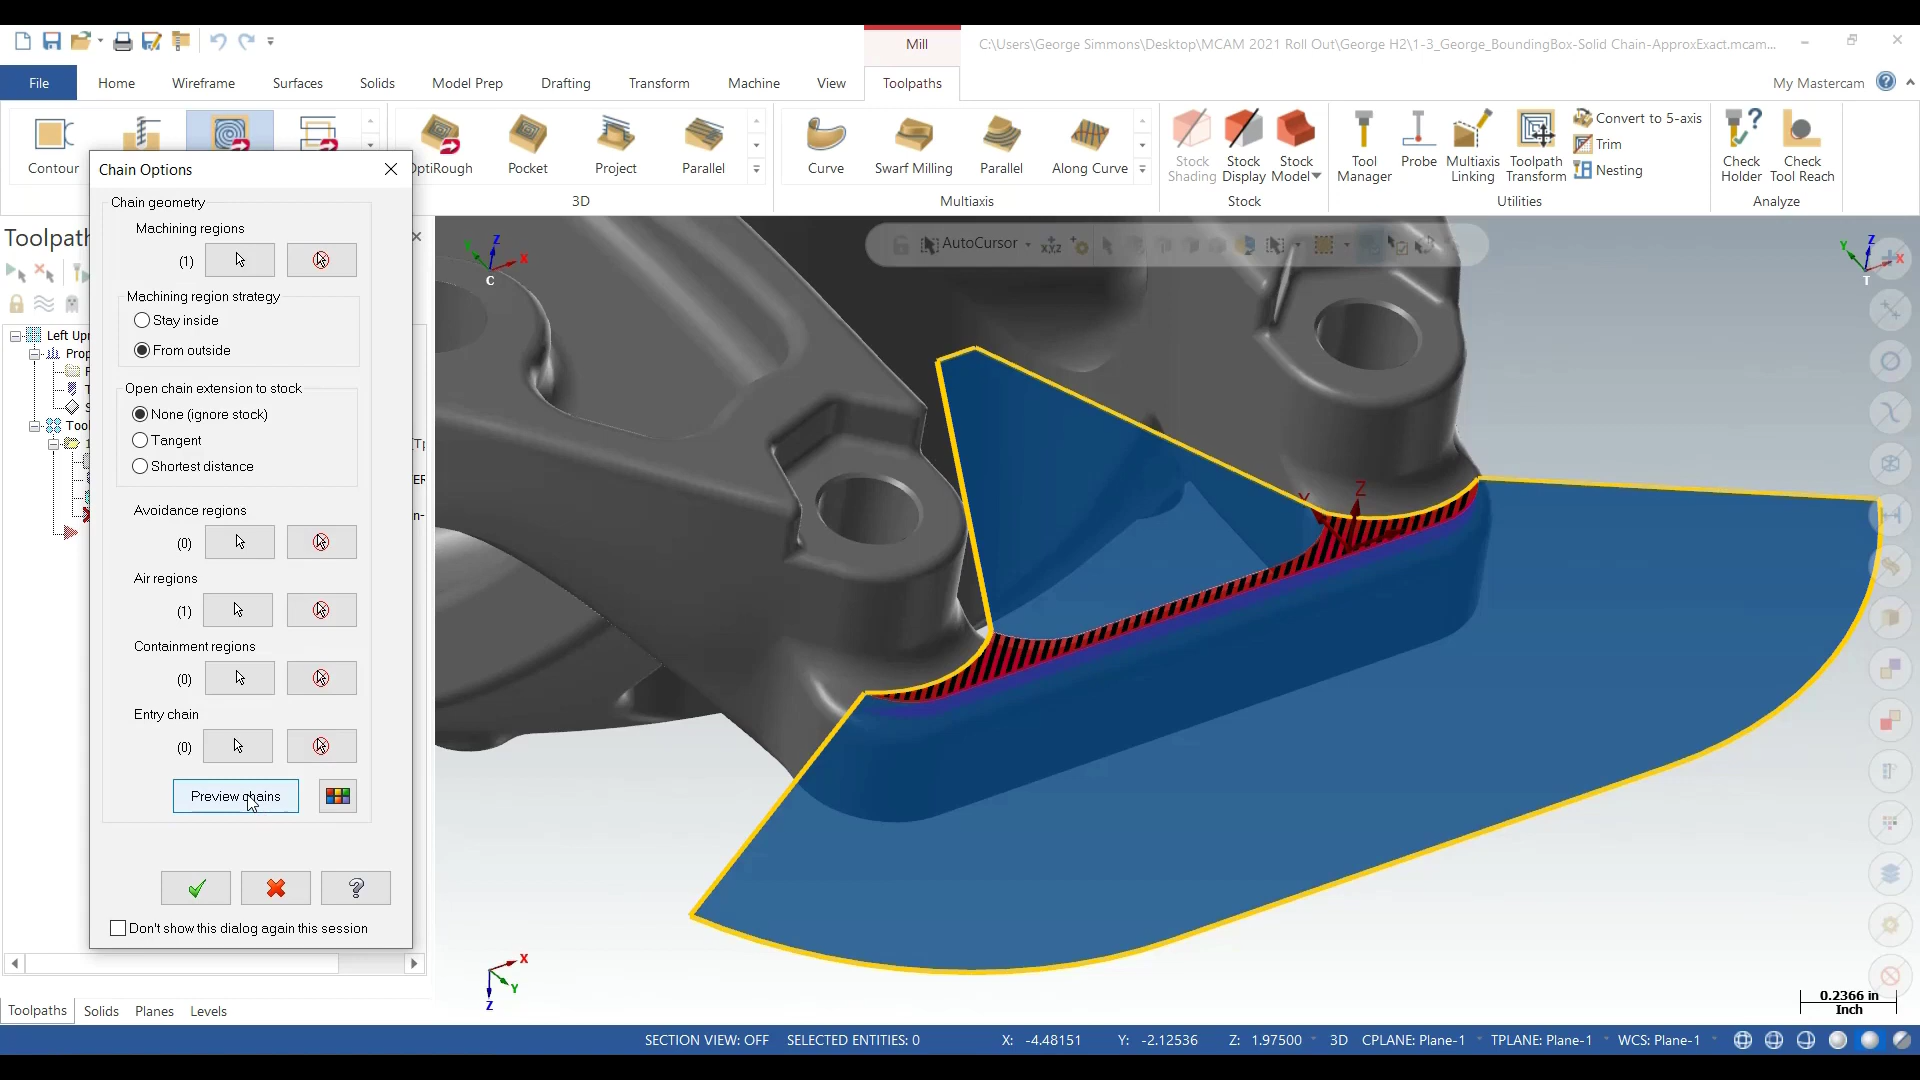 Mill
C:\Users\George Simmons\Desktop\MCAM 2021 Roll Out\George H2\1-3_George_BoundingBox-Solid Chain-ApproxExact.mcam...
File
Home
Wireframe
Surfaces
Solids
Model Prep
Drafting
Transform
Machine
View
Toolpaths
My Mastercam
Contour
OptiRough
Pocket
Project
Parallel
3D
Curve
Swarf Milling
Parallel
Along Curve
Multiaxis
Stock Shading
Stock Display
Stock Model
Stock
Tool Manager
Probe
Multiaxis Linking
Toolpath Transform
Convert to 5-axis
Trim
Nesting
Utilities
Check Holder
Check Tool Reach
Analyze
Toolpath
Left Upr
Prop
F
T
S
Tool
1
Chain Options
Chain geometry
Machining regions
(1)
Machining region strategy
Stay inside
From outside
Open chain extension to stock
None (ignore stock)
Tangent
Shortest distance
Avoidance regions
(0)
Air regions
(1)
Containment regions
(0)
Entry chain
(0)
Preview chains
Don't show this dialog again this session
(Tp
ER
n-
AutoCursor
Y Z X
C
Y Z X
T
Y Z
X
Y
Z
0.2366 in
Inch
Toolpaths
Solids
Planes
Levels
SECTION VIEW: OFF
SELECTED ENTITIES: 0
X: -4.48151
Y: -2.12536
Z: 1.97500
3D
CPLANE: Plane-1
TPLANE: Plane-1
WCS: Plane-1